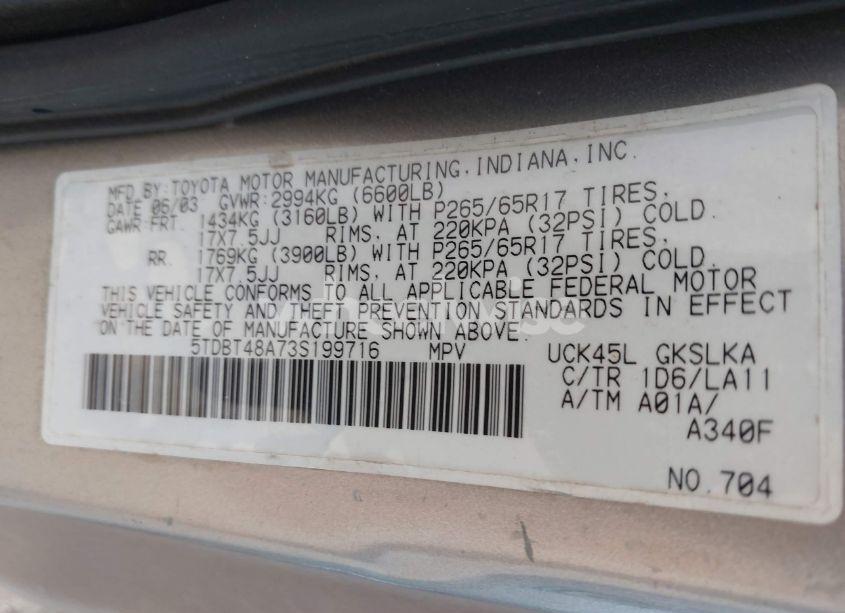 MFD BY:TOYOTA MOTOR MANUFACTURING,INDIANA,INC.
DATE 06/03 GVWR:2994KG (6600LB)
GAWR FRT. 1434KG (3160LB) WITH P265/65R17 TIRES,
17X7.5JJ RIMS, AT 220KPA (32PSI) COLD.
RR. 1769KG (3900LB) WITH P265/65R17 TIRES,
17X7.5JJ RIMS, AT 220KPA (32PSI) COLD.
THIS VEHICLE CONFORMS TO ALL APPLICABLE FEDERAL MOTOR
VEHICLE SAFETY AND THEFT PREVENTION STANDARDS IN EFFECT
ON THE DATE OF MANUFACTURE SHOWN ABOVE.
5TDBT48A73S199716 MPV
UCK45L GKSLKA
C/TR 1D6/LA11
A/TM A01A/
A340F
NO.704